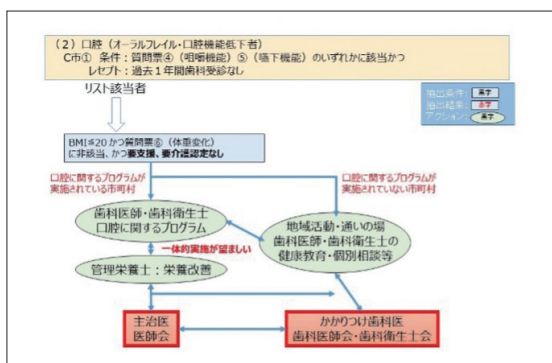 (2)口腔(オーラルフレイル・口腔機能低下者)
C市① 条件:質問票④(咀嚼機能)⑤(嚥下機能)のいずれかに該当かつ
レセプト:過去1年間歯科受診なし
リスト該当者
抽出条件: 黒字
抽出結果: 赤字
アクション: 黒字
BMI≦20かつ質問票⑥(体重変化)
に非該当、かつ要支援、要介護認定なし
口腔に関するプログラムが
実施されている市町村
口腔に関するプログラムが
実施されていない市町村
歯科医師・歯科衛生士
口腔に関するプログラム
一体的実施が望ましい
管理栄養士:栄養改善
地域活動・通いの場
歯科医師・歯科衛生士の
健康教育・個別相談等
主治医
医師会
かかりつけ歯科医
歯科医師会・歯科衛生士会